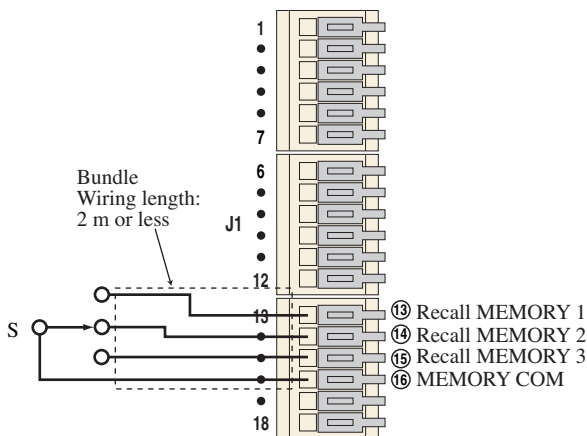 1
7
Bundle
Wiring length:
2 m or less
6
J1
12
13
⑬ Recall MEMORY 1
S
⑭ Recall MEMORY 2
⑮ Recall MEMORY 3
⑯ MEMORY COM
18